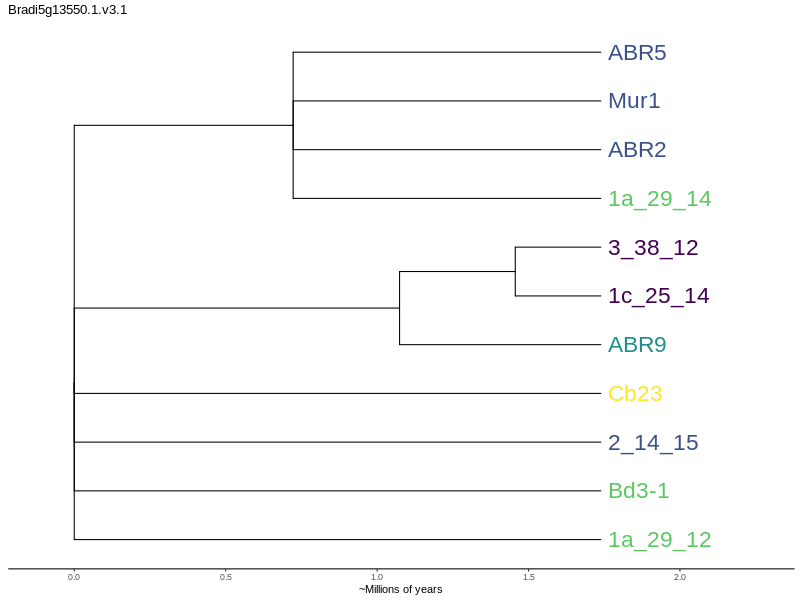 Bradi5g13550.1.v3.1
ABR5
Mur1
ABR2
1a_29_14
3_38_12
1c_25_14
ABR9
Cb23
2_14_15
Bd3-1
1a_29_12
0.0 0.5 1.0 1.5 2.0
~Millions of years